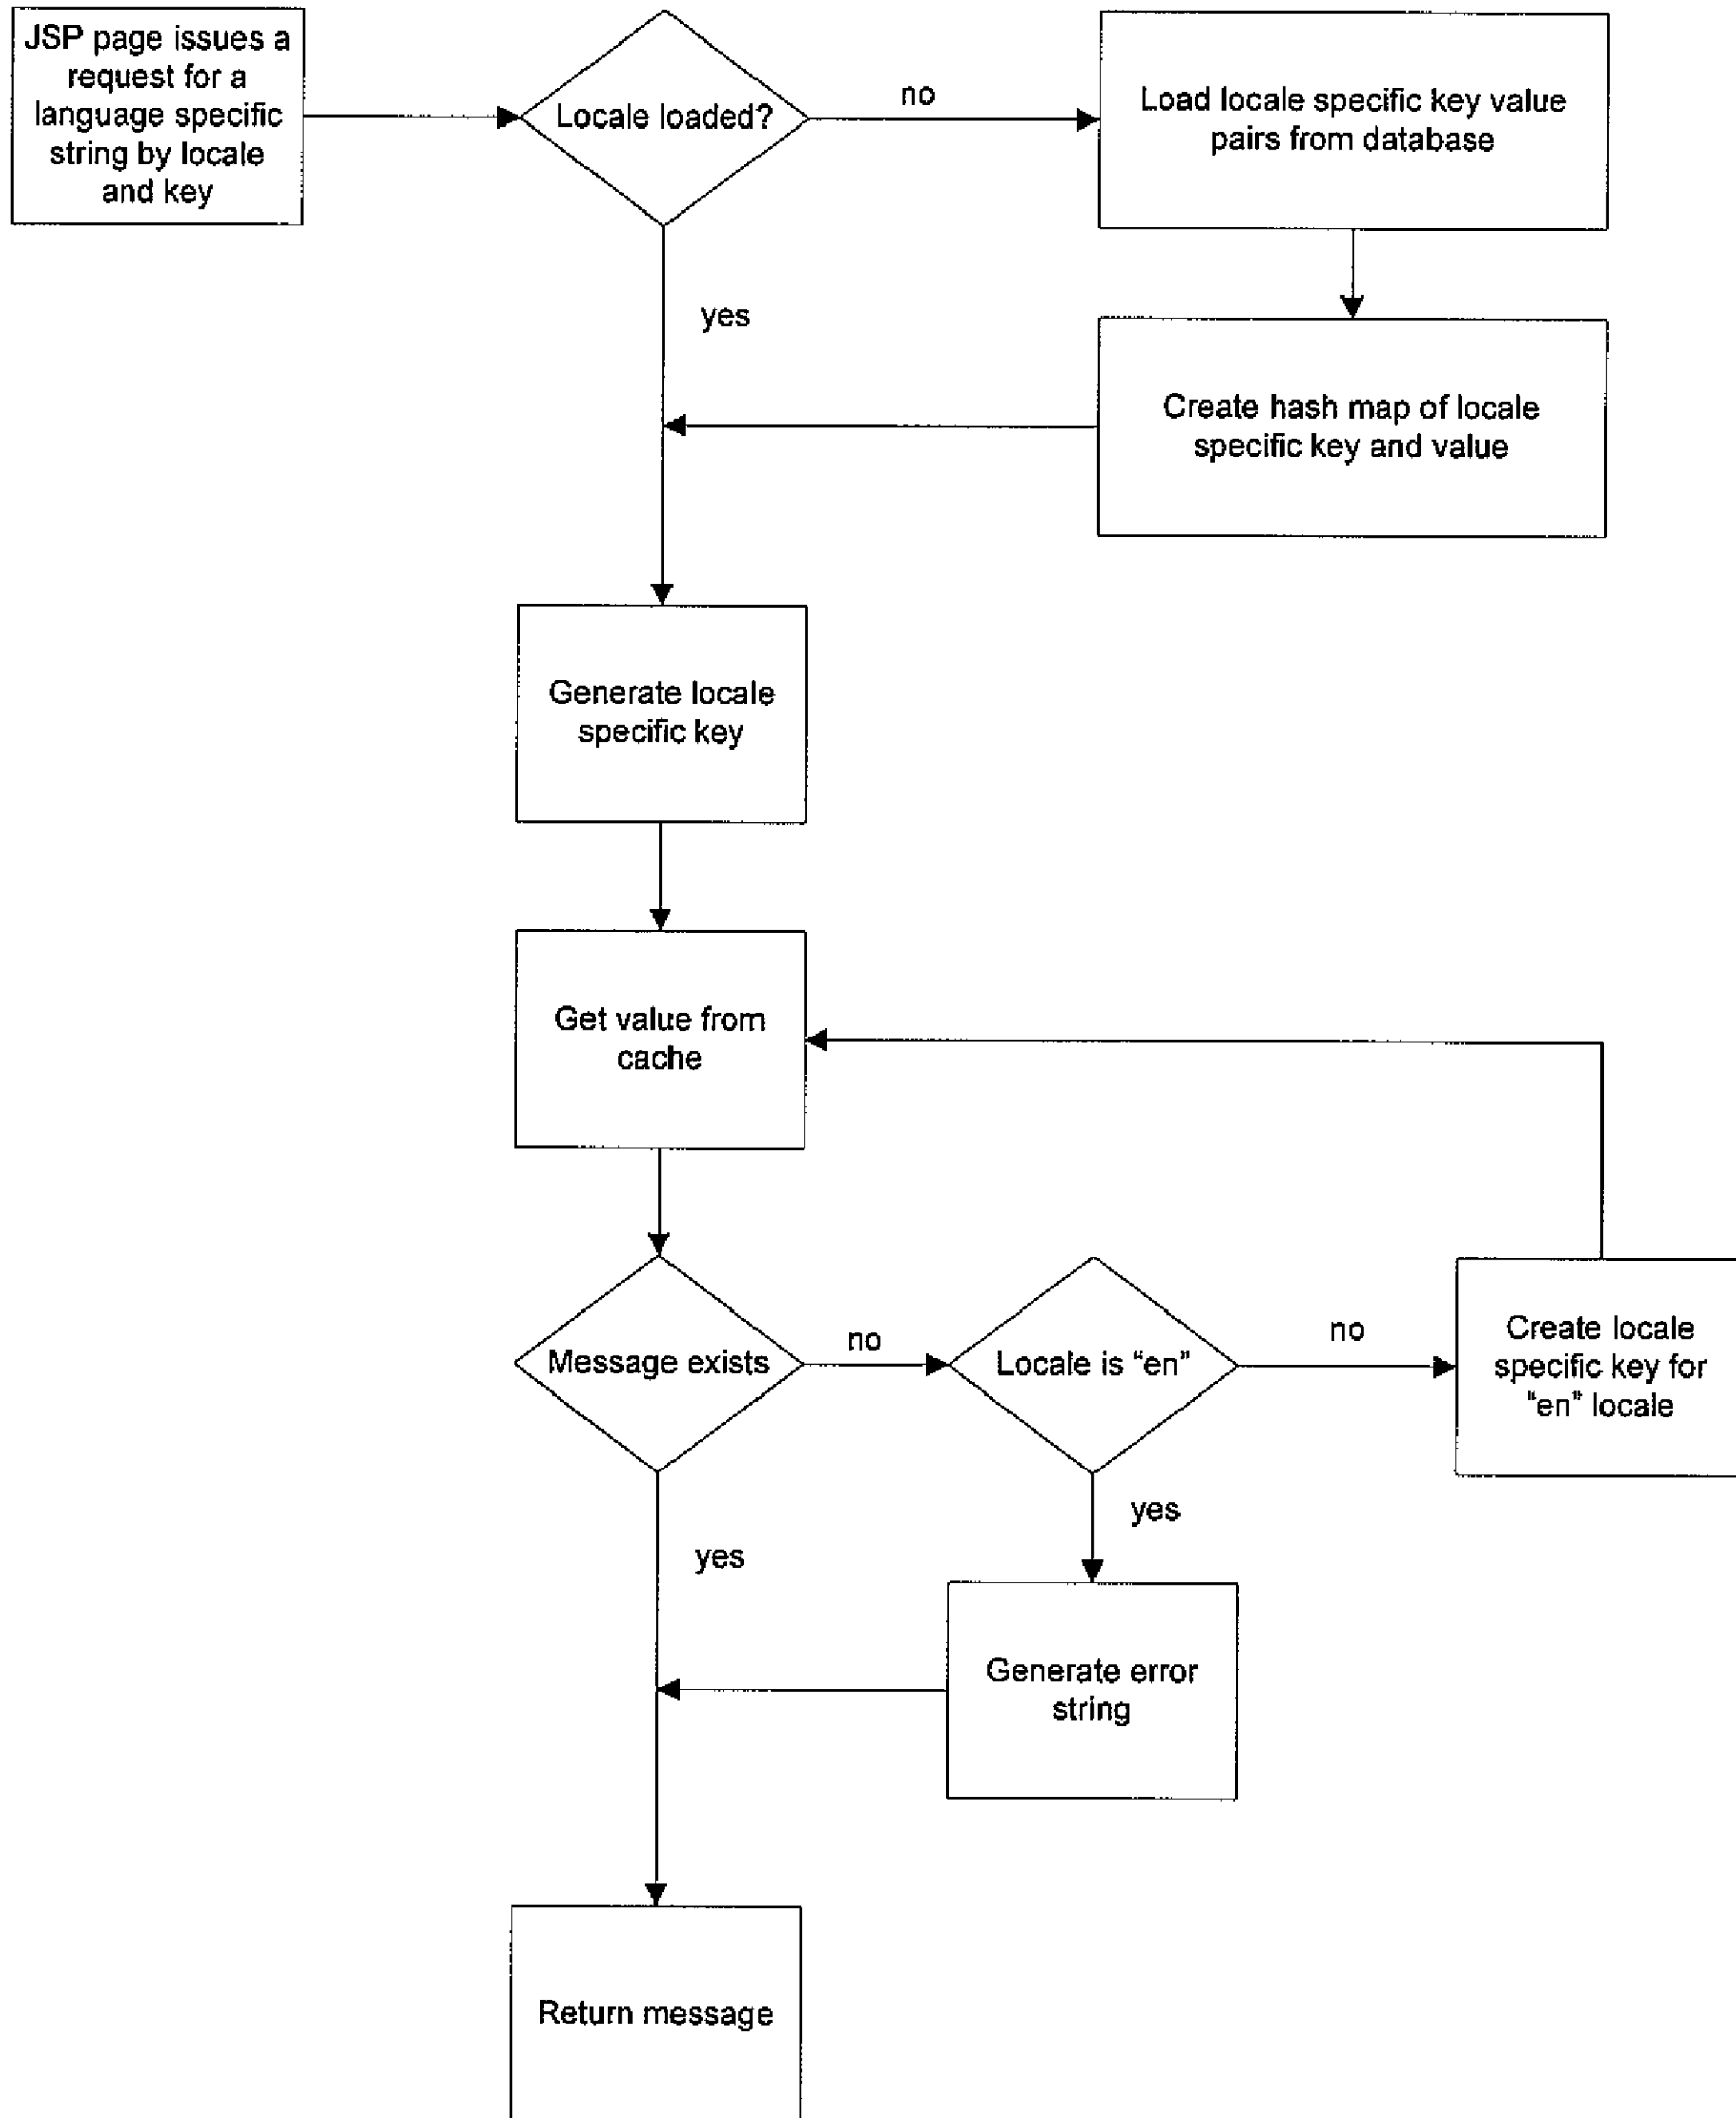 JSP page issues a
request for a
language specific
string by locale
and key
Locale loaded?
no
Load locale specific key value
pairs from database
yes
Create hash map of locale
specific key and value
Generate locale
specific key
Get value from
cache
Message exists
no
Locale is "en"
no
Create locale
specific key for
"en" locale
yes
yes
Generate error
string
Return message